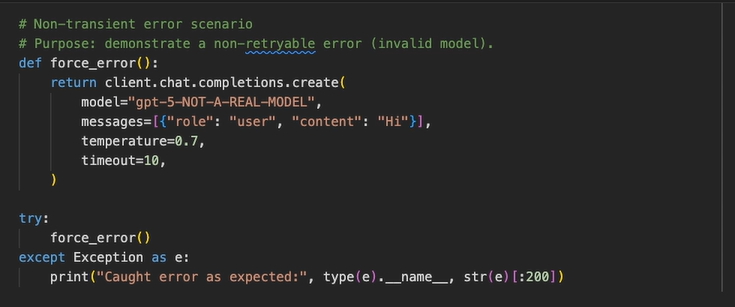 # Non-transient error scenario
# Purpose: demonstrate a non-retryable error (invalid model).
def force_error():
    return client.chat.completions.create(
        model="gpt-5-NOT-A-REAL-MODEL",
        messages=[{"role": "user", "content": "Hi"}],
        temperature=0.7,
        timeout=10,
    )

try:
    force_error()
except Exception as e:
    print("Caught error as expected:", type(e).__name__, str(e)[:200])